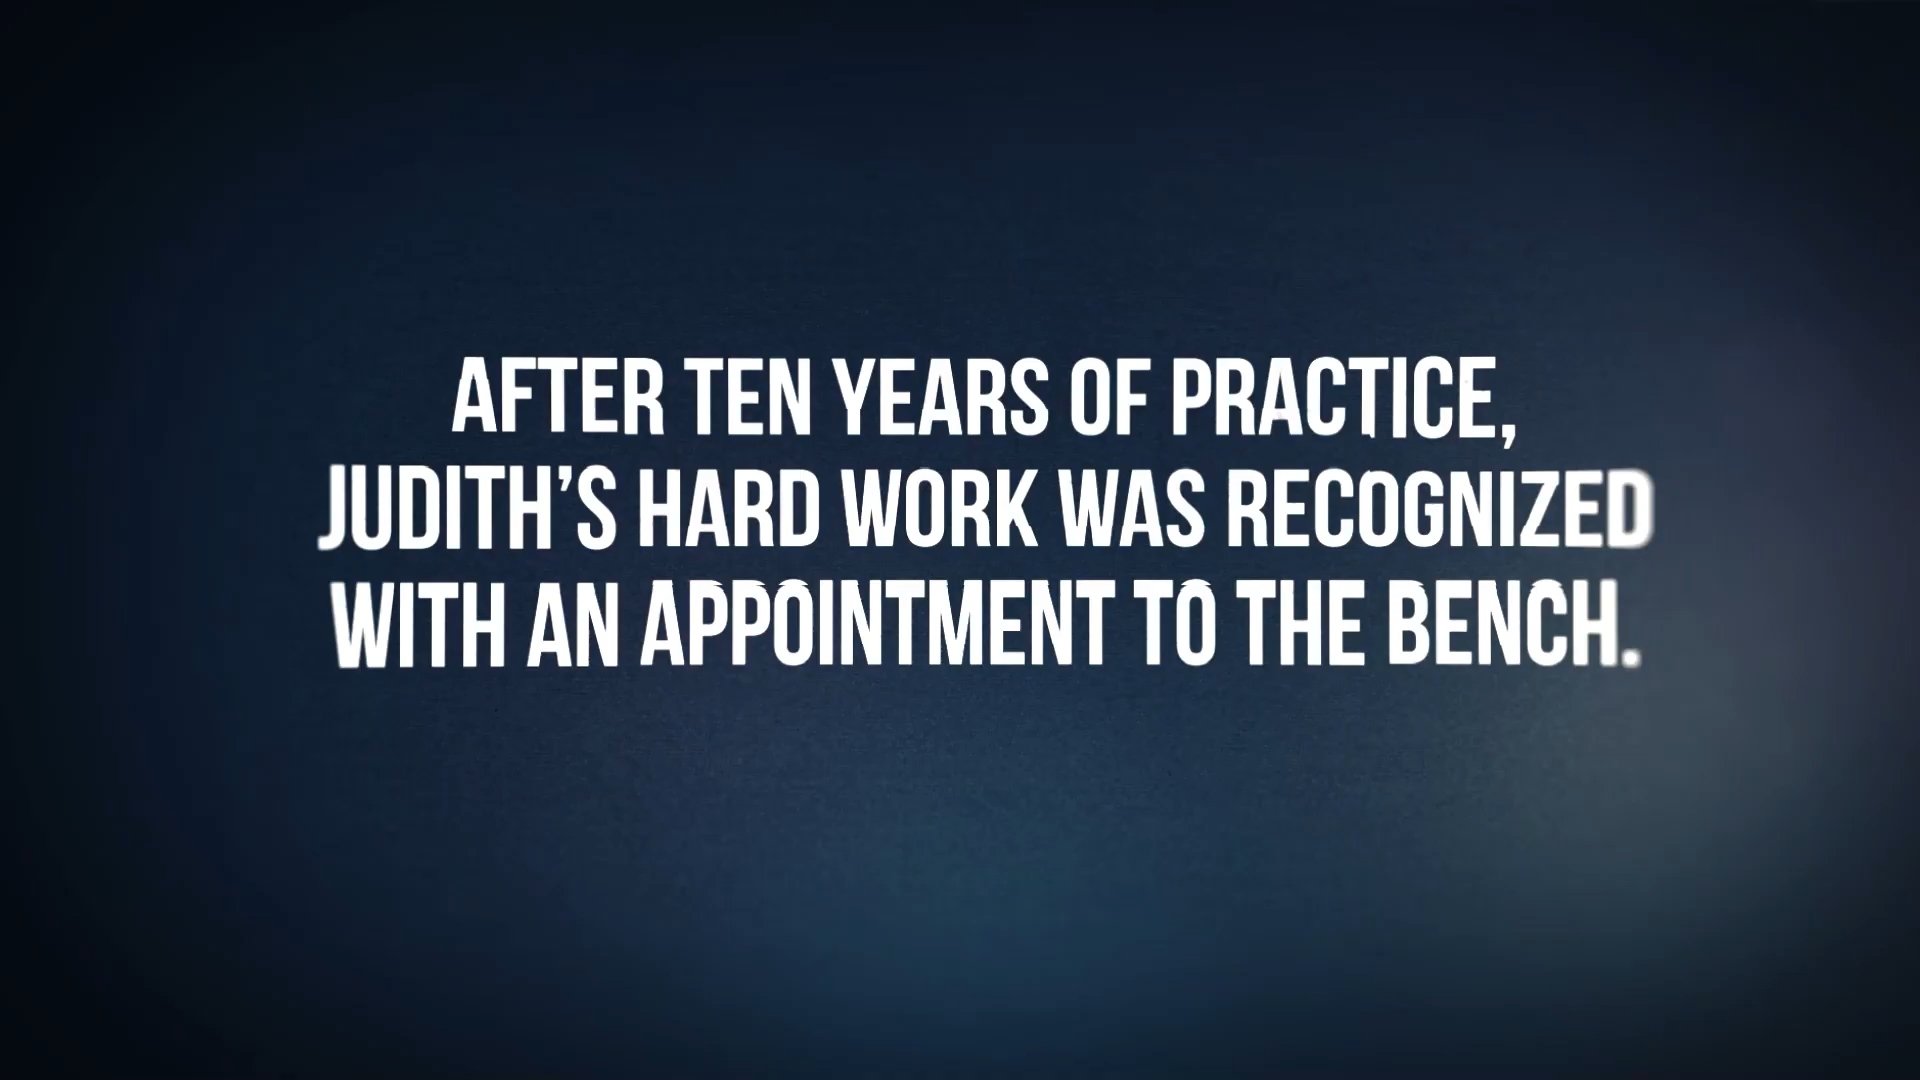 AFTER TEN YEARS OF PRACTICE,
JUDITH’S HARD WORK WAS RECOGNIZED
WITH AN APPOINTMENT TO THE BENCH.